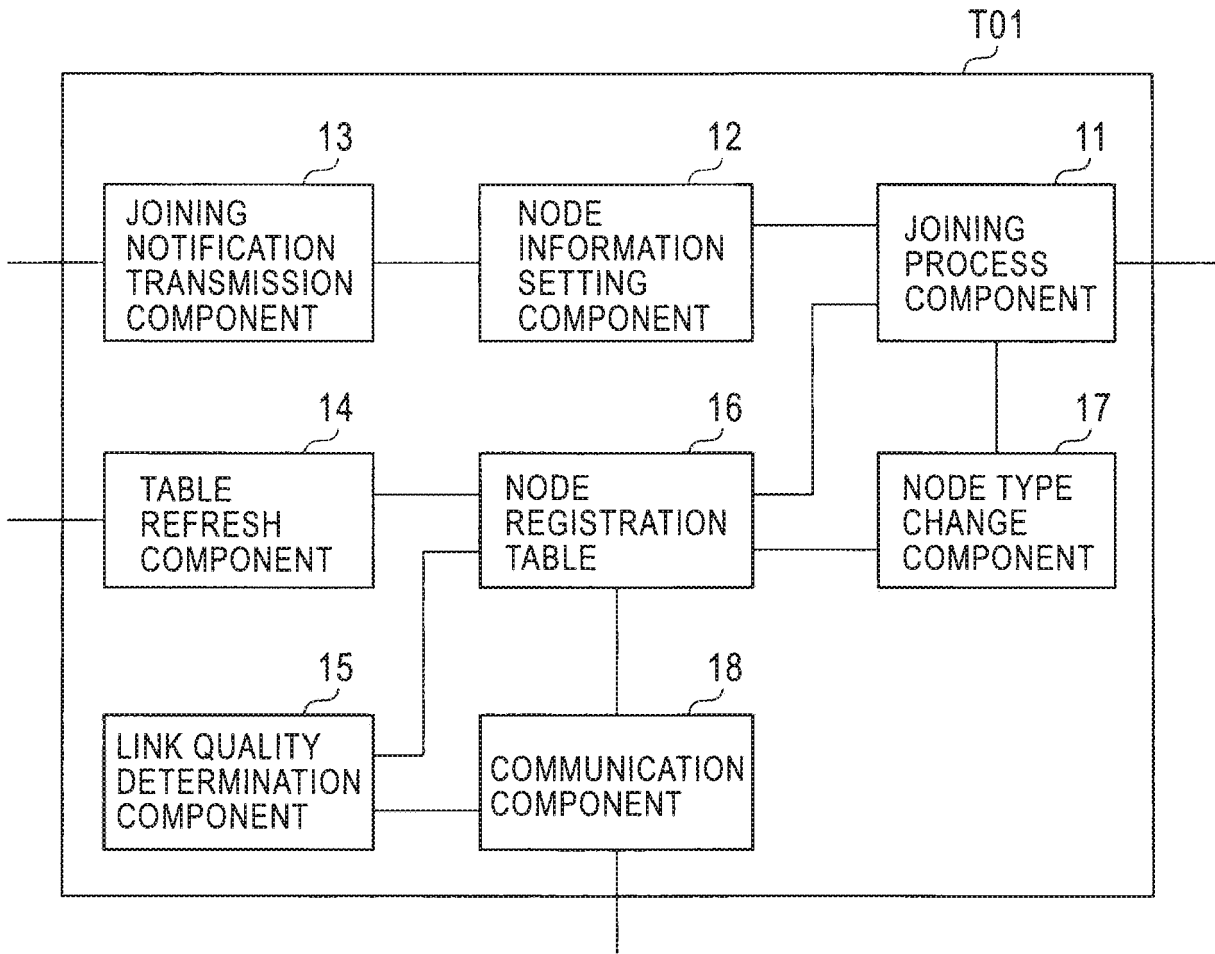 T01
13
JOINING
NOTIFICATION
TRANSMISSION
COMPONENT
12
NODE
INFORMATION
SETTING
COMPONENT
11
JOINING
PROCESS
COMPONENT
14
TABLE
REFRESH
COMPONENT
16
NODE
REGISTRATION
TABLE
17
NODE TYPE
CHANGE
COMPONENT
15
LINK QUALITY
DETERMINATION
COMPONENT
18
COMMUNICATION
COMPONENT